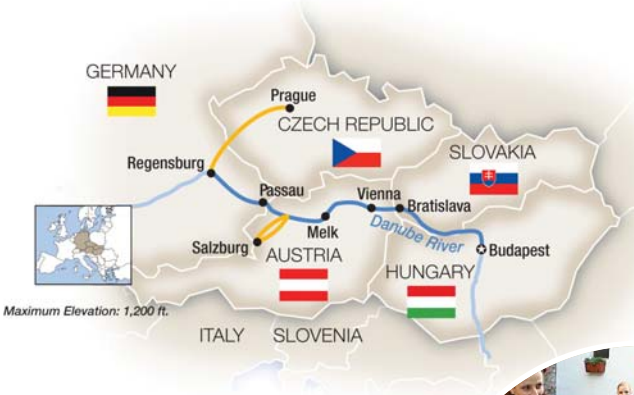 GERMANY
Prague
CZECH REPUBLIC
SLOVAKIA
Regensburg
Passau
Vienna
Bratislava
Danube River
Melk
Salzburg
AUSTRIA
Budapest
HUNGARY
Maximum Elevation: 1,200 ft.
ITALY
SLOVENIA